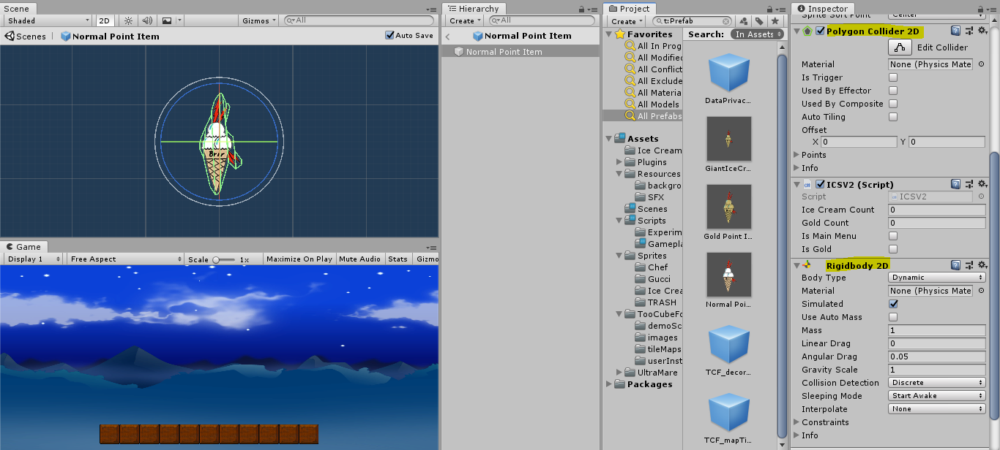 Scene
Shaded
2D
Gizmos
All
Scenes
Normal Point Item
Auto Save
Brrr
Game
Display 1
Free Aspect
Scale
1x
Maximize On Play
Mute Audio
Stats
Gizmo
Hierarchy
Create
All
Normal Point Item
Normal Point Item
Project
Create
t:Prefab
Favorites
All In Prog
All Modified
All Conflict
All Exclude
All Materia
All Models
All Prefabs
Assets
Ice Cream
Plugins
Resources
backgro
SFX
Scenes
Scripts
Experim
Gamepla
Sprites
Chef
Gucci
Ice Crea
TRASH
TooCubeFo
demoSc
images
tileMaps
userInst
UltraMare
Packages
Search:
In Assets
DataPrivac...
GiantIceCr...
Gold Point I...
Normal Poi...
TCF_decor...
TCF_mapTi...
Inspector
Sprite Sort Point
Center
Polygon Collider 2D
Edit Collider
Material
None (Physics Mate
Is Trigger
Used By Effector
Used By Composite
Auto Tiling
Offset
X 0
Y 0
Points
Info
ICSV2 (Script)
Script
ICSV2
Ice Cream Count
0
Gold Count
0
Is Main Menu
Is Gold
Rigidbody 2D
Body Type
Dynamic
Material
None (Physics Mate
Simulated
Use Auto Mass
Mass
1
Linear Drag
0
Angular Drag
0.05
Gravity Scale
1
Collision Detection
Discrete
Sleeping Mode
Start Awake
Interpolate
None
Constraints
Info